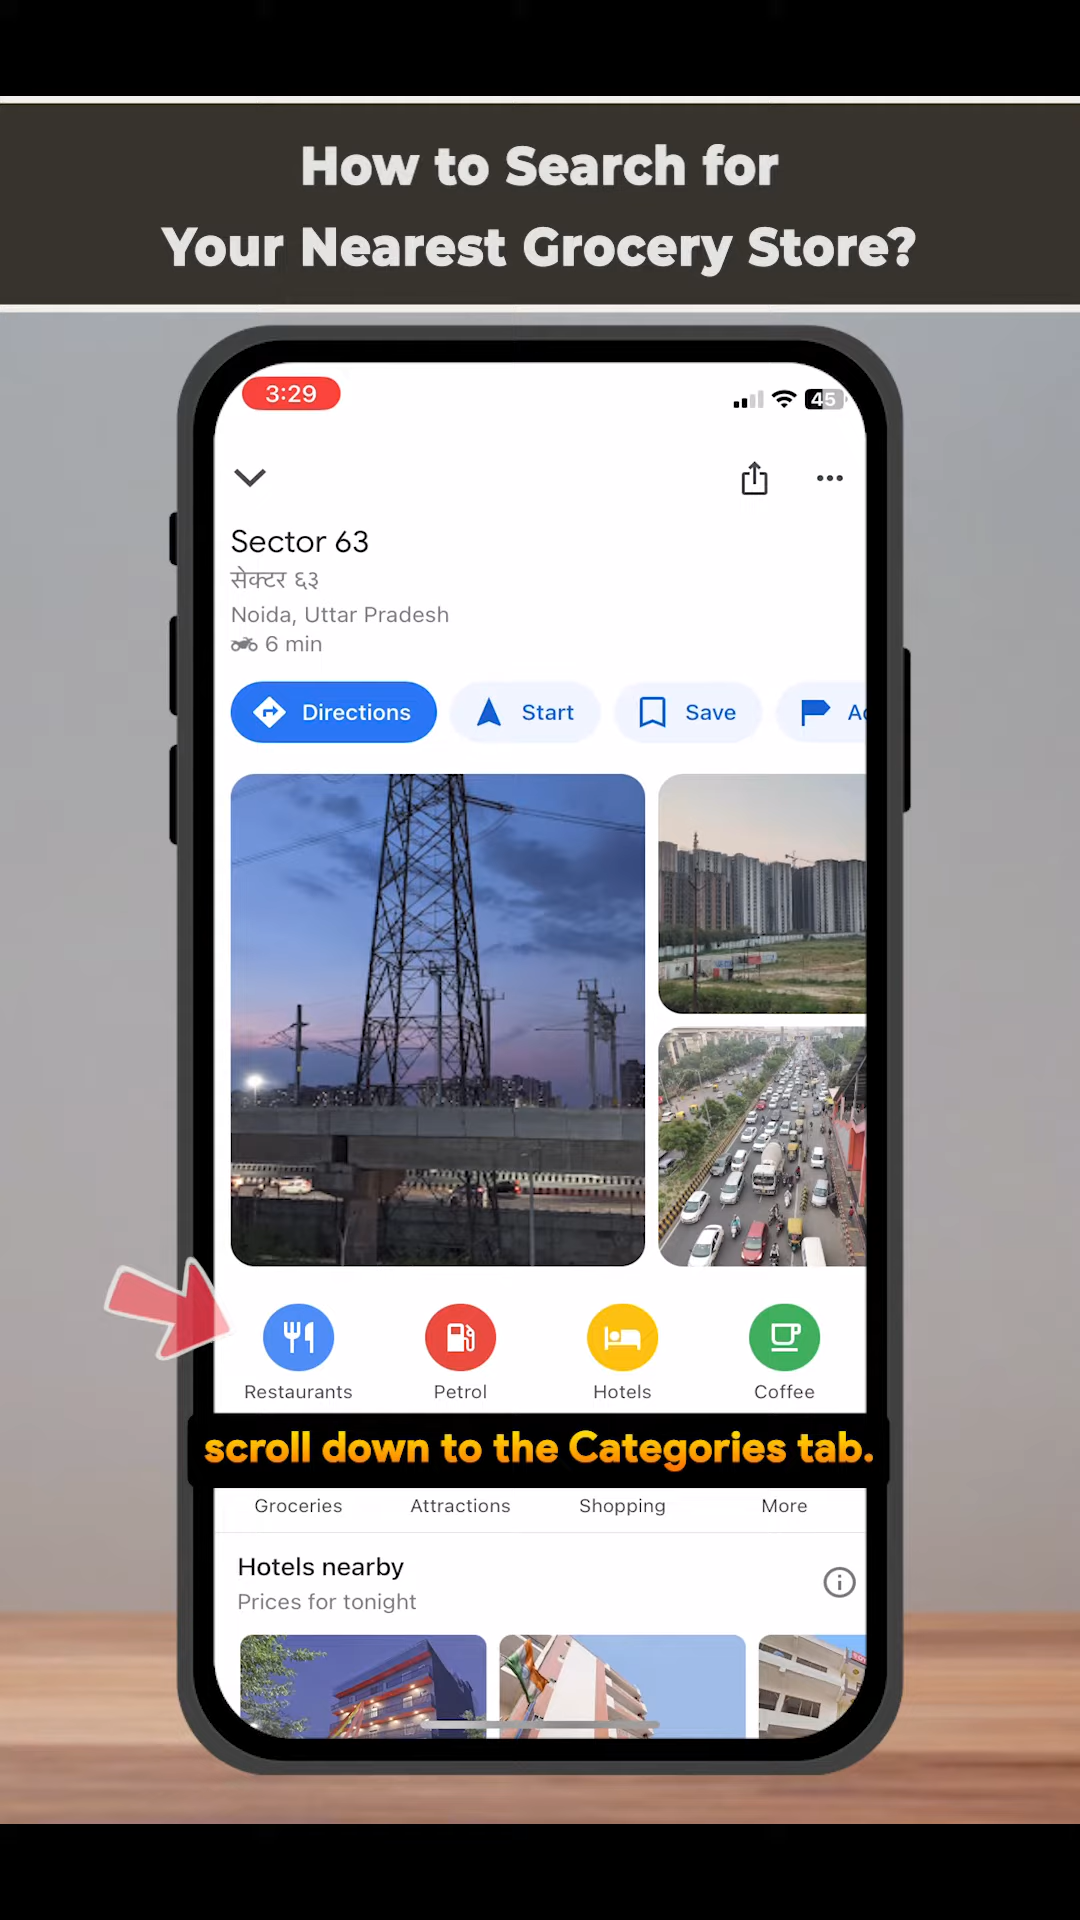 How to Search for
Your Nearest Grocery Store?
3:29
45
Sector 63
सेक्टर ६३
Noida, Uttar Pradesh
6 min
Directions
Start
Save
Restaurants
Petrol
Hotels
Coffee
scroll down to the Categories tab.
Groceries
Attractions
Shopping
More
Hotels nearby
Prices for tonight